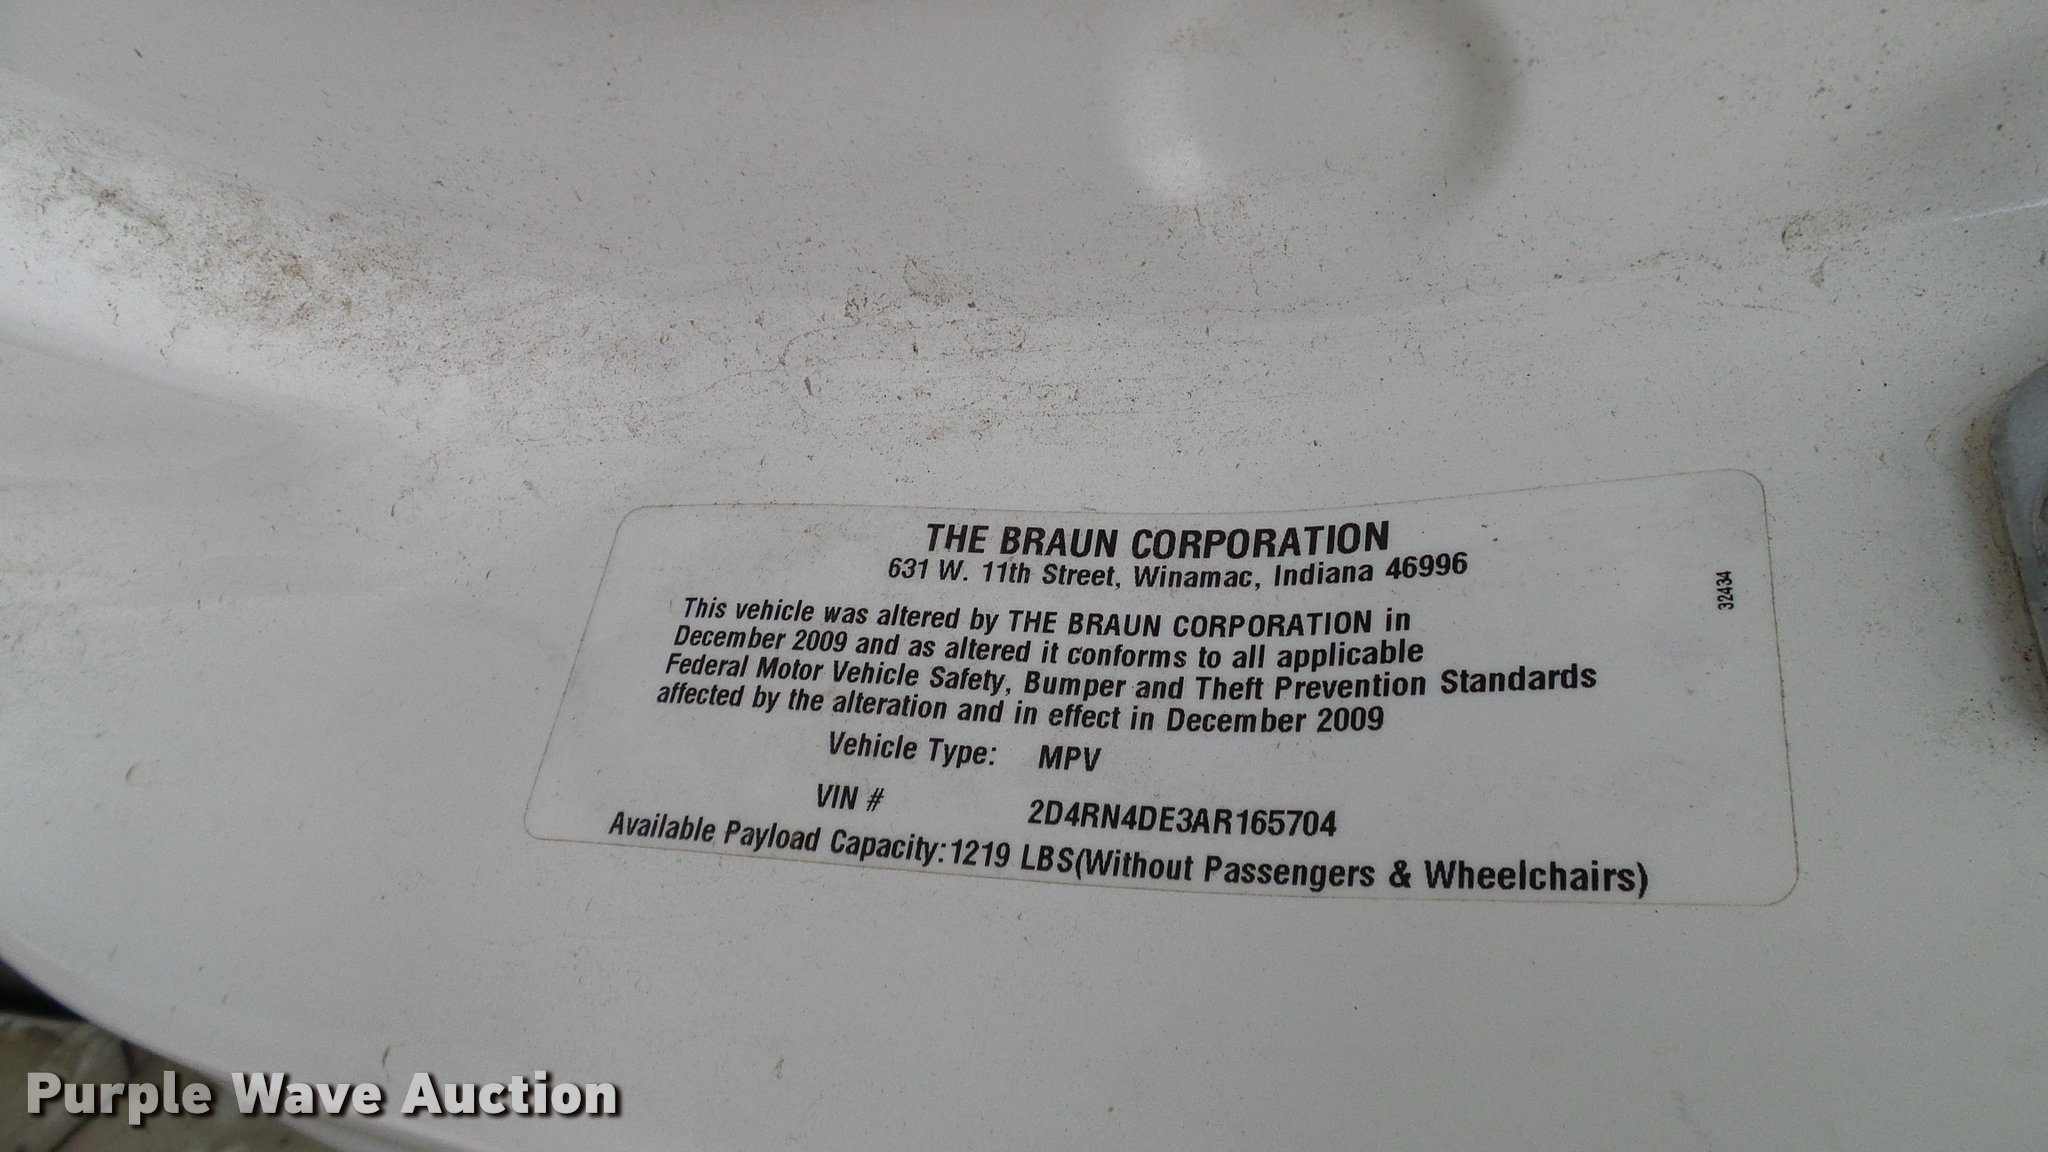 THE BRAUN CORPORATION
631 W. 11th Street, Winamac, Indiana 46996
32434
This vehicle was altered by THE BRAUN CORPORATION in
December 2009 and as altered it conforms to all applicable
Federal Motor Vehicle Safety, Bumper and Theft Prevention Standards
affected by the alteration and in effect in December 2009
Vehicle Type: MPV
VIN # 2D4RN4DE3AR165704
Available Payload Capacity:1219 LBS(Without Passengers & Wheelchairs)
Purple Wave Auction